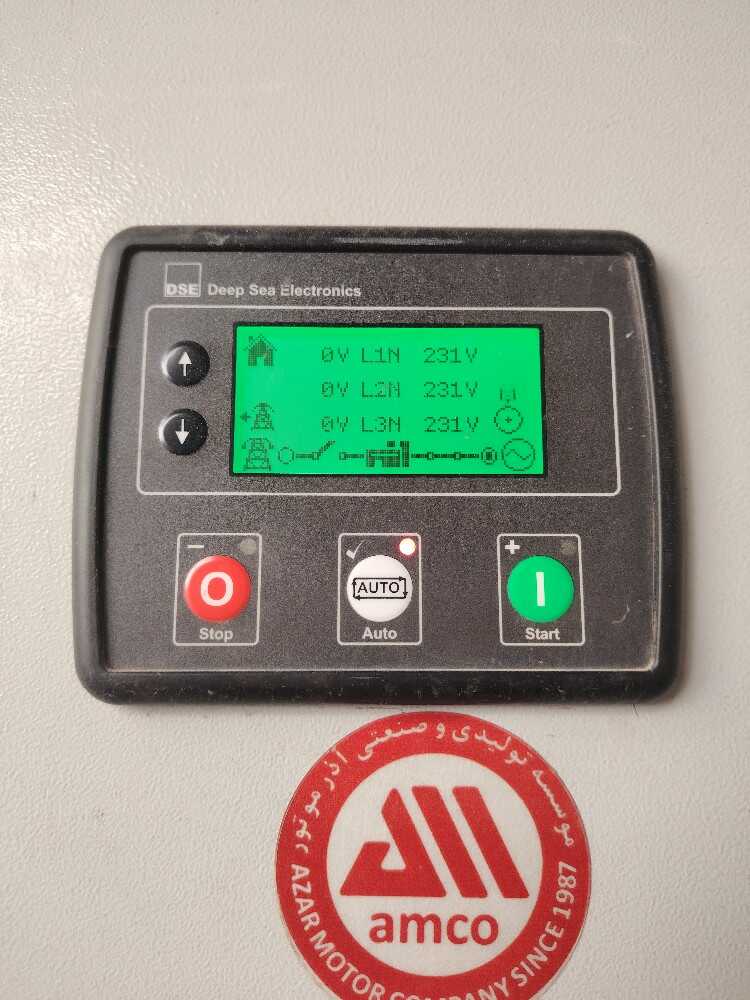 DSE Deep Sea Electronics
0V L1N 231V
0V L2N 231V
0V L3N 231V
AUTO
Stop
Auto
Start
موسسه تولیدی و صنعتی آذر موتور
amco
AZAR MOTOR COMPANY SINCE 1987